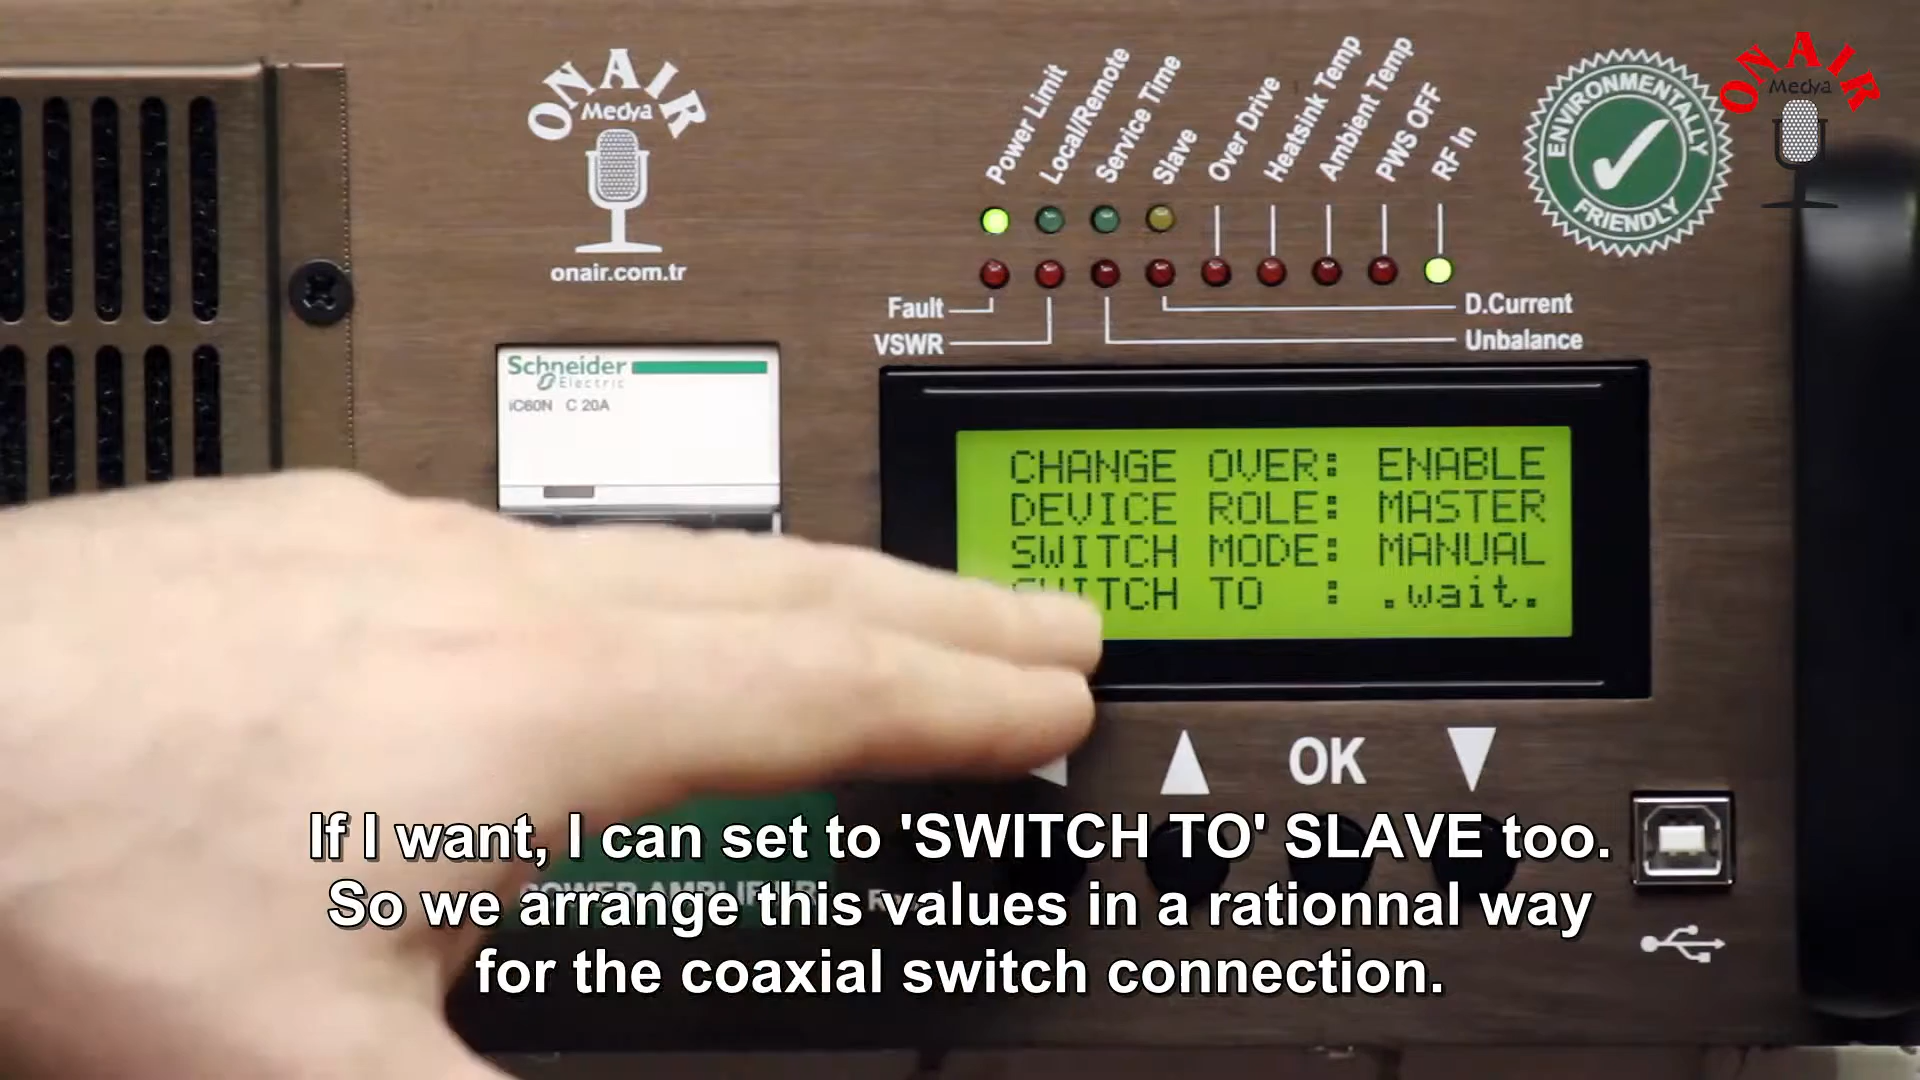 ONAIR
Medya
onair.com.tr
Power Limit
Local/Remote
Service Time
Slave
Over Drive
Heatsink Temp
Ambient Temp
PWS OFF
RF In
ENVIRONMENTALLY
FRIENDLY
ONAIR
Medya
Fault
VSWR
D.Current
Unbalance
Schneider
Electric
iC60N C 20A
CHANGE OVER: ENABLE
DEVICE ROLE: MASTER
SWITCH MODE: MANUAL
SWITCH TO : .wait.
OK
If I want, I can set to 'SWITCH TO' SLAVE too.
POWER AMPLIFIER
So we arrange this values in a rationnal way
for the coaxial switch connection.